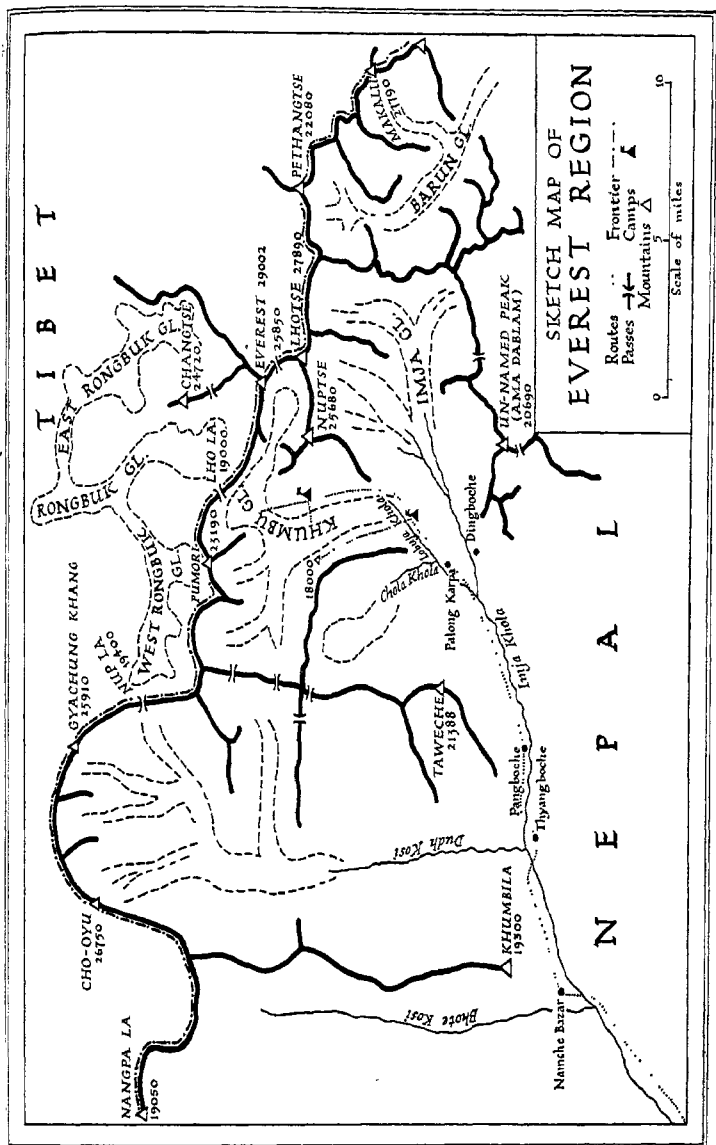 TIBET
NANGPA LA
19050
CHO-OYU
26750
GYACHUNG KHANG
25910
NUP LA
19400
WEST RONGBUK
GL.
RONGBUK GL.
EAST RONGBUK GL.
CHANGTSE
24720
PUMORI
25190
LHO LA
19000
EVEREST 29002
25850
LHOTSE 27890
PETHANGTSE
22080
MAKALU
27790
BARUN GL.
NUPTSE
25680
KHUMBU GL.
18000
IMJA GL.
Lobuja Khola
Chola Khola
TAWECHE
21388
Palong Karpa
Dingboche
UN-NAMED PEAK
(AMA DABLAM)
20690
Imja Khola
Pangboche
Thyangboche
Dudh Kosi
KHUMBILA
19300
Bhote Kosi
Namche Bazar
NEPAL
SKETCH MAP OF
EVEREST REGION
Routes
Frontier
Passes
Camps
Mountains
0 5 10
Scale of miles